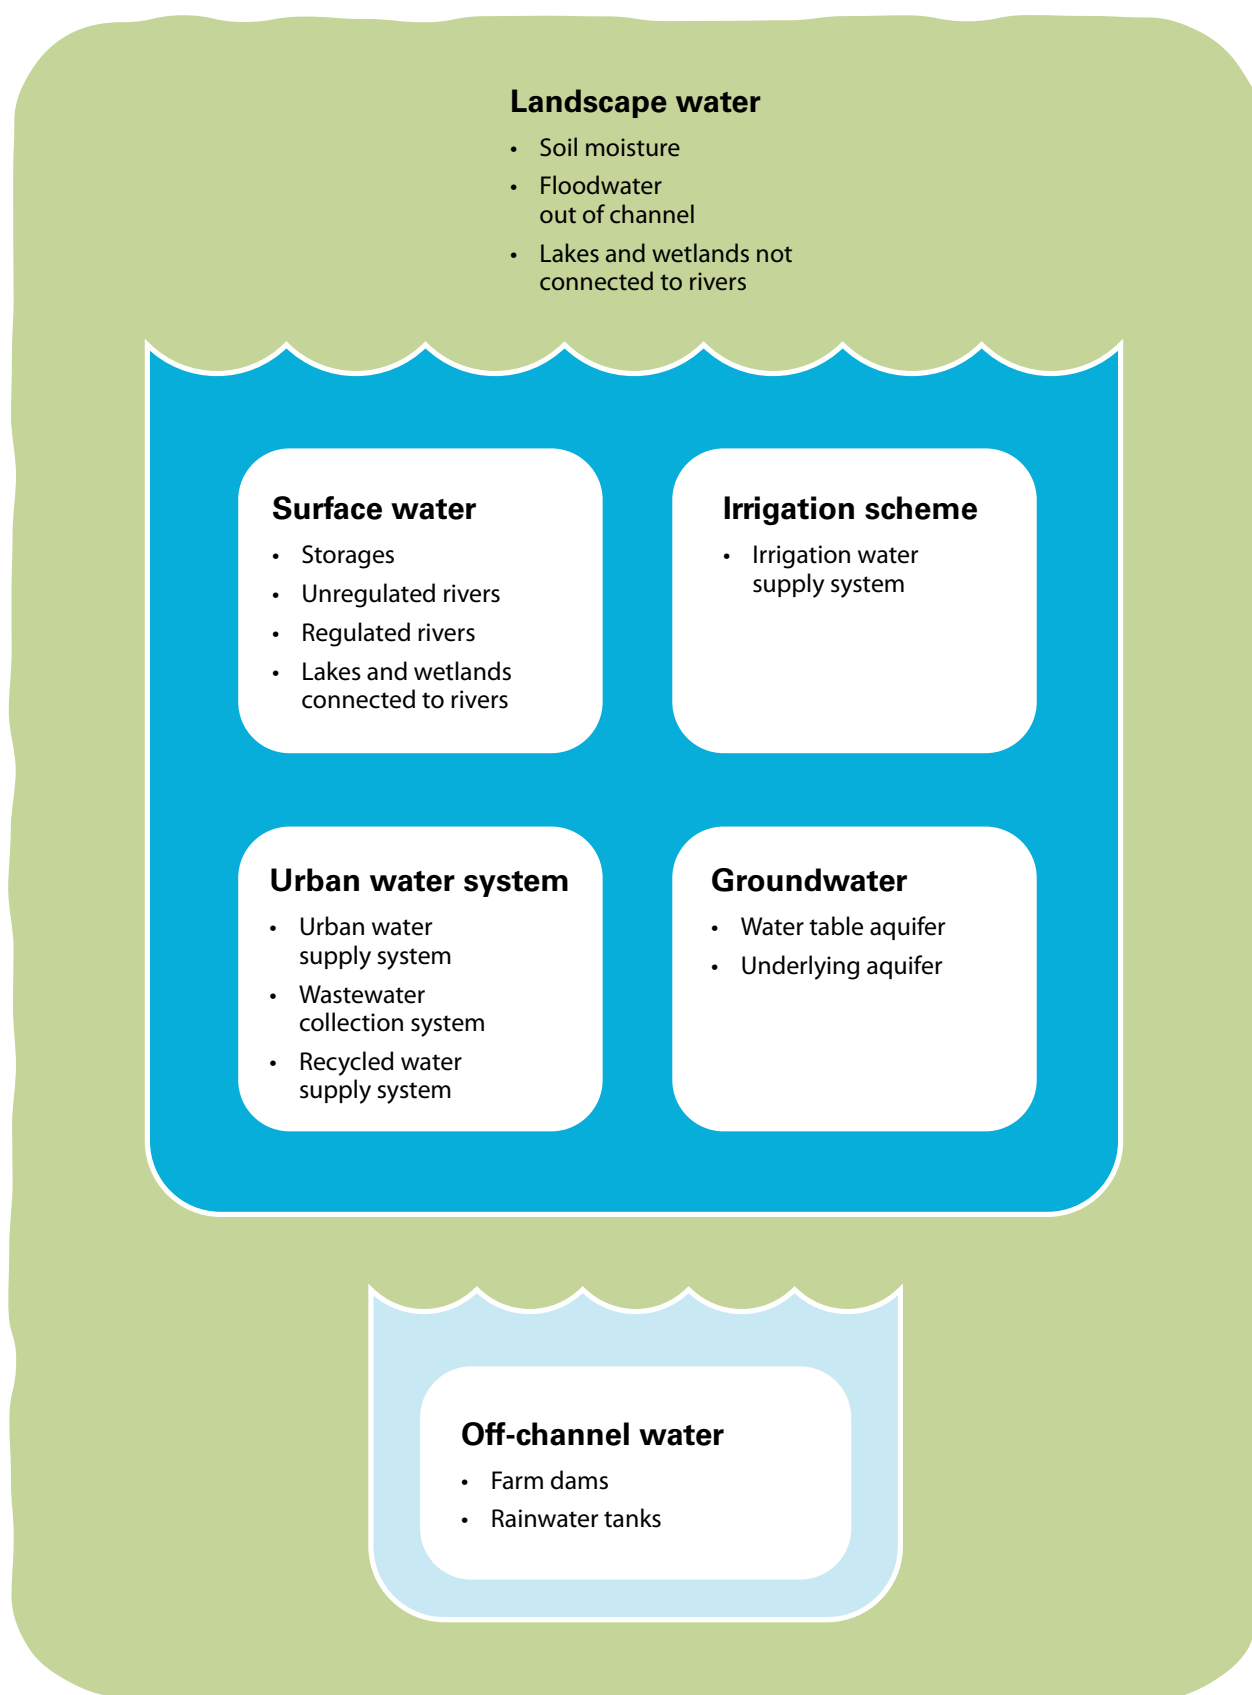 Landscape water
• Soil moisture
• Floodwater
out of channel
• Lakes and wetlands not
connected to rivers
Surface water
• Storages
• Unregulated rivers
• Regulated rivers
• Lakes and wetlands
connected to rivers
Irrigation scheme
• Irrigation water
supply system
Urban water system
• Urban water
supply system
• Wastewater
collection system
• Recycled water
supply system
Groundwater
• Water table aquifer
• Underlying aquifer
Off-channel water
• Farm dams
• Rainwater tanks